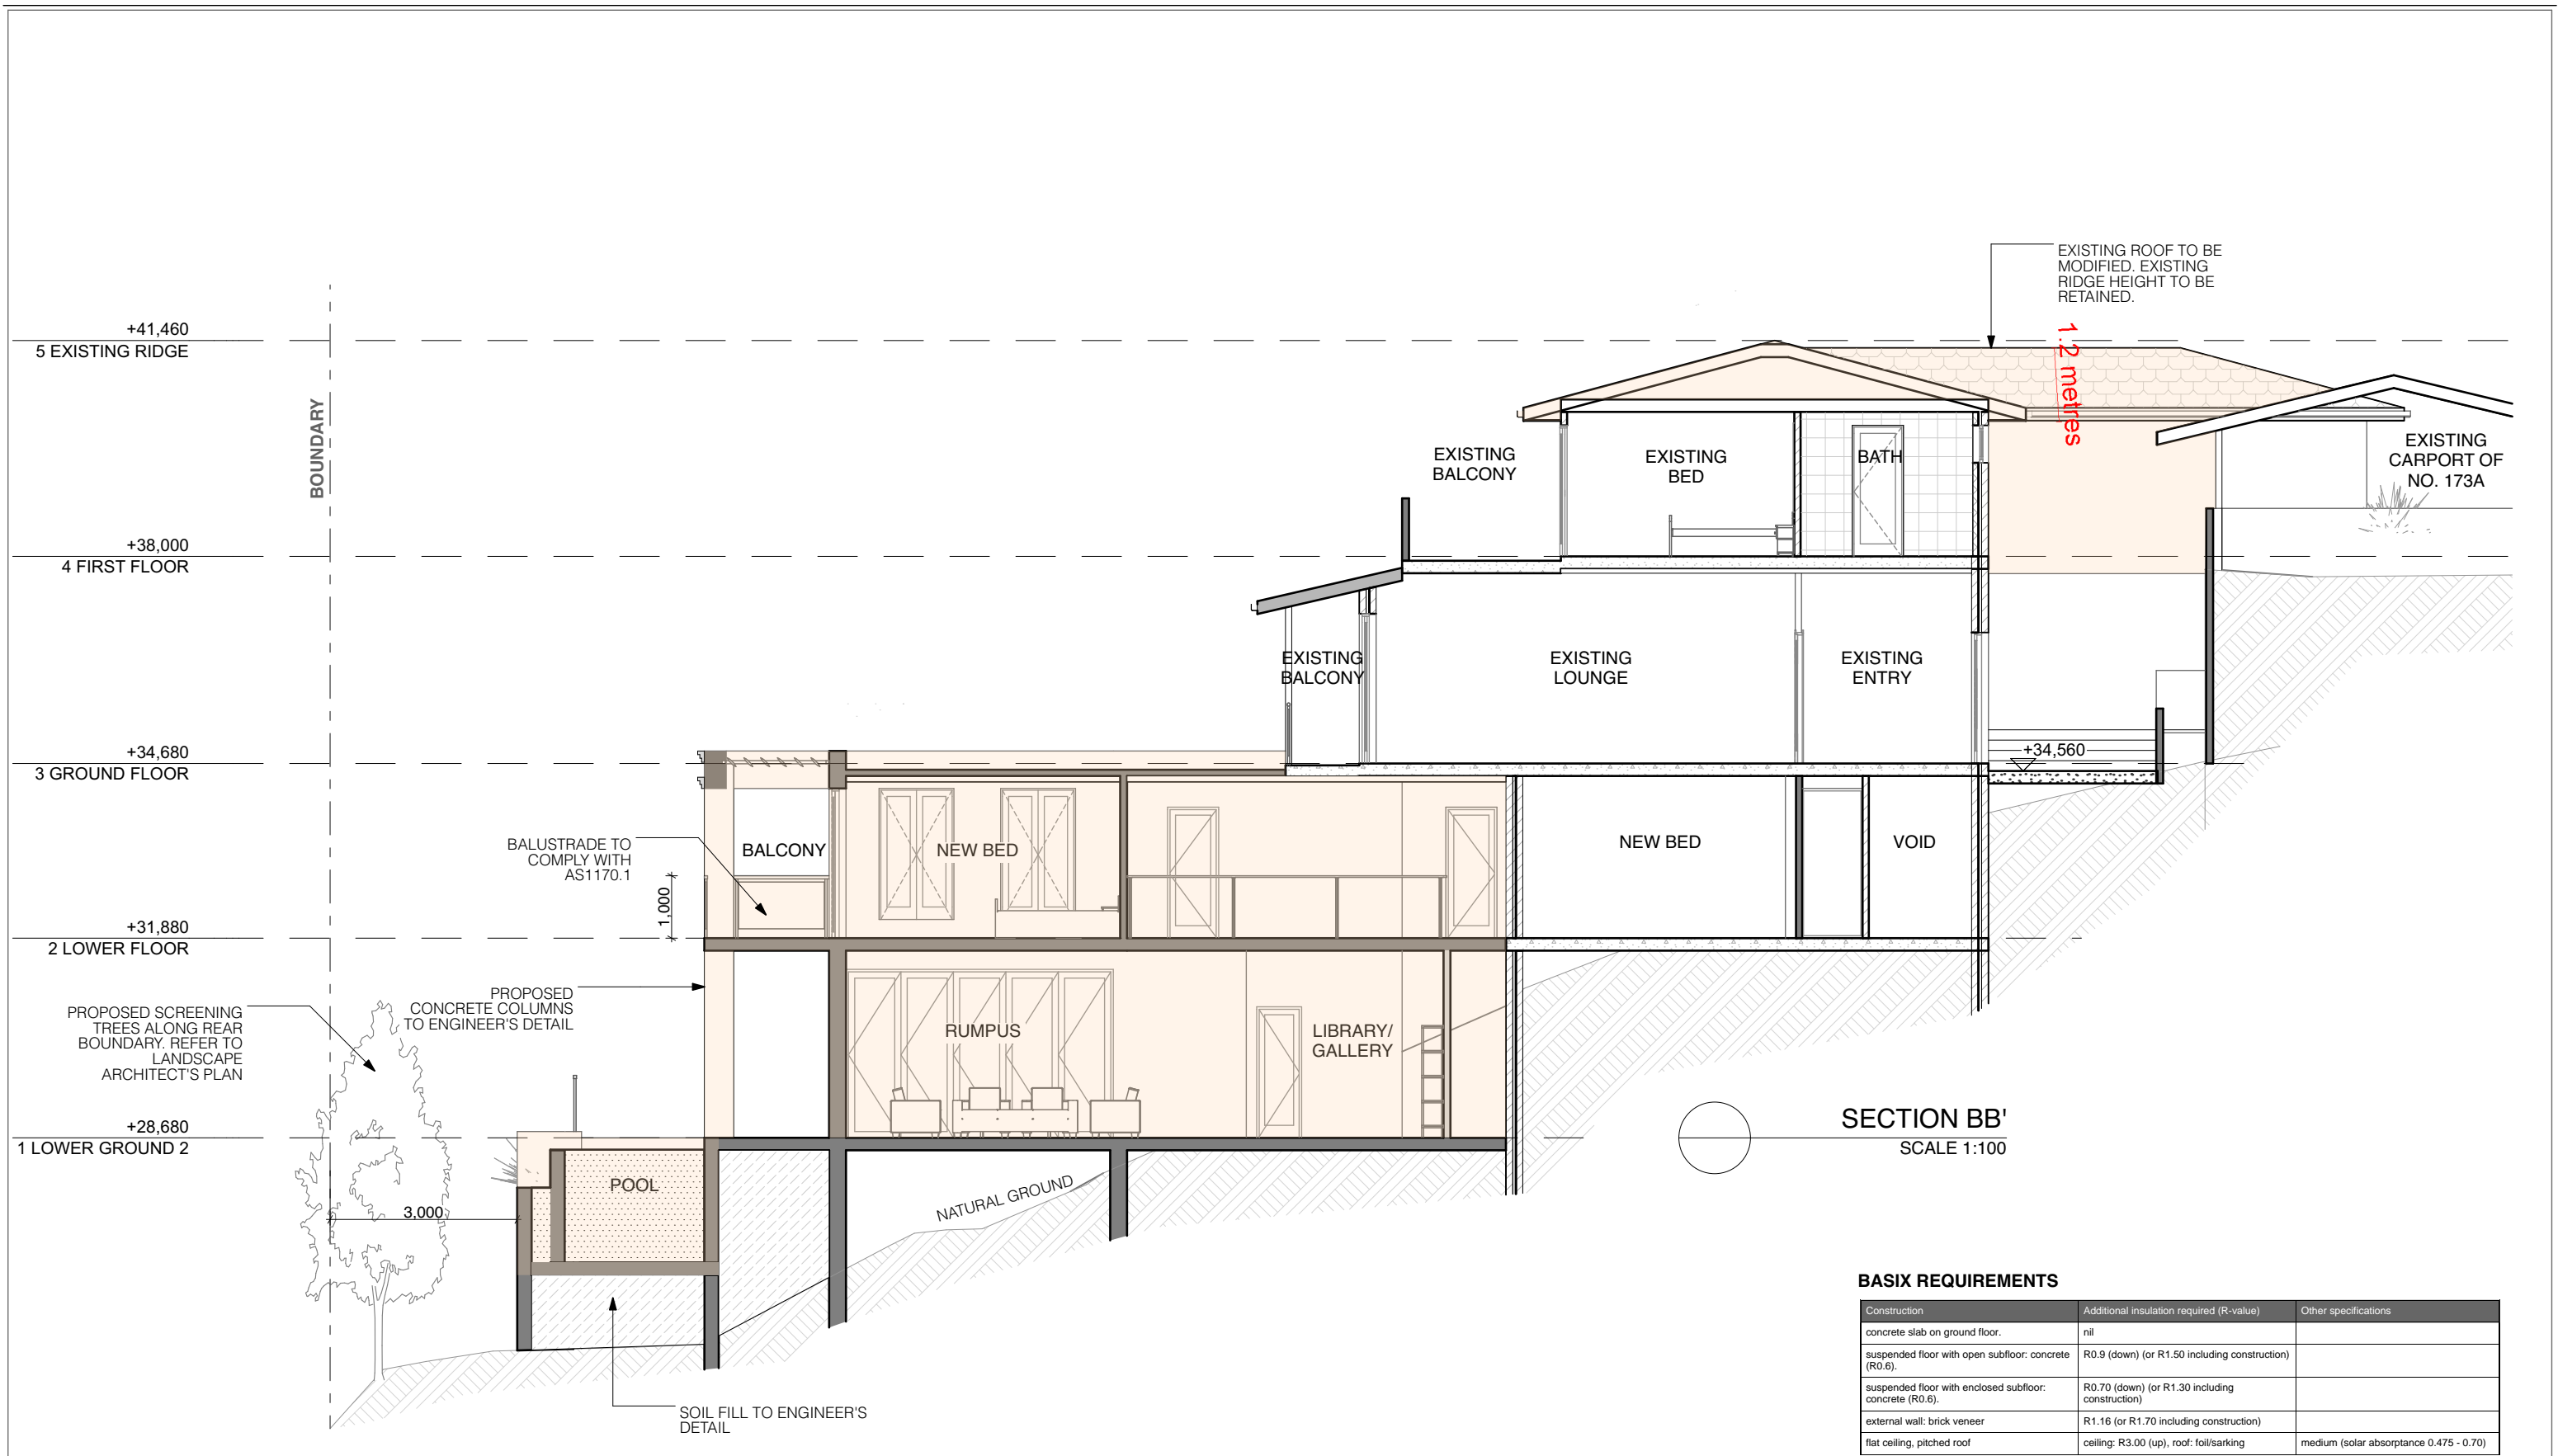 EXISTING ROOF TO BE
MODIFIED. EXISTING
RIDGE HEIGHT TO BE
RETAINED.
+41,460
5 EXISTING RIDGE
1.2 metres
BOUNDARY
EXISTING
BALCONY
EXISTING
BED
BATH
EXISTING
CARPORT OF
NO. 173A
+38,000
4 FIRST FLOOR
EXISTING
BALCONY
EXISTING
LOUNGE
EXISTING
ENTRY
+34,680
3 GROUND FLOOR
+34,560
BALUSTRADE TO
COMPLY WITH
AS1170.1
1,000
BALCONY
NEW BED
NEW BED
VOID
+31,880
2 LOWER FLOOR
PROPOSED SCREENING
TREES ALONG REAR
BOUNDARY. REFER TO
LANDSCAPE
ARCHITECT'S PLAN
PROPOSED
CONCRETE COLUMNS
TO ENGINEER'S DETAIL
RUMPUS
LIBRARY/
GALLERY
+28,680
1 LOWER GROUND 2
SECTION BB'
SCALE 1:100
POOL
3,000
NATURAL GROUND
SOIL FILL TO ENGINEER'S
DETAIL
BASIX REQUIREMENTS
Construction Additional insulation required (R-value) Other specifications
concrete slab on ground floor. nil
suspended floor with open subfloor: concrete R0.9 (down) (or R1.50 including construction)
(R0.6).
suspended floor with enclosed subfloor: R0.70 (down) (or R1.30 including
concrete (R0.6). construction)
external wall: brick veneer R1.16 (or R1.70 including construction)
flat ceiling, pitched roof ceiling: R3.00 (up), roof: foil/sarking medium (solar absorptance 0.475 - 0.70)